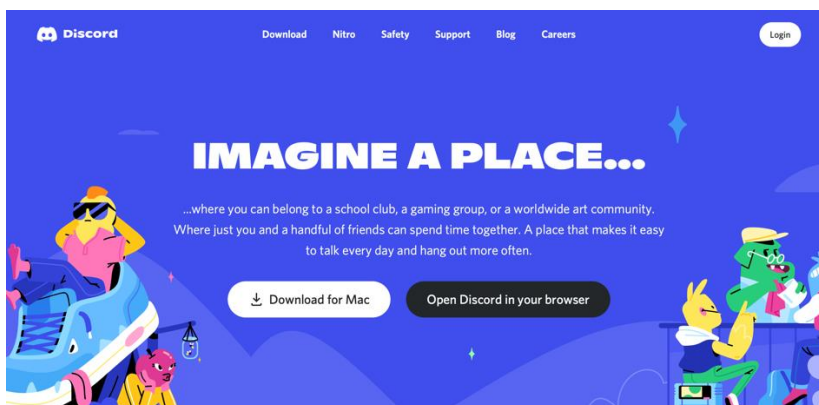 Discord
Download Nitro Safety Support Blog Careers
Login
IMAGINE A PLACE...
...where you can belong to a school club, a gaming group, or a worldwide art community.
Where just you and a handful of friends can spend time together. A place that makes it easy
to talk every day and hang out more often.
Download for Mac
Open Discord in your browser